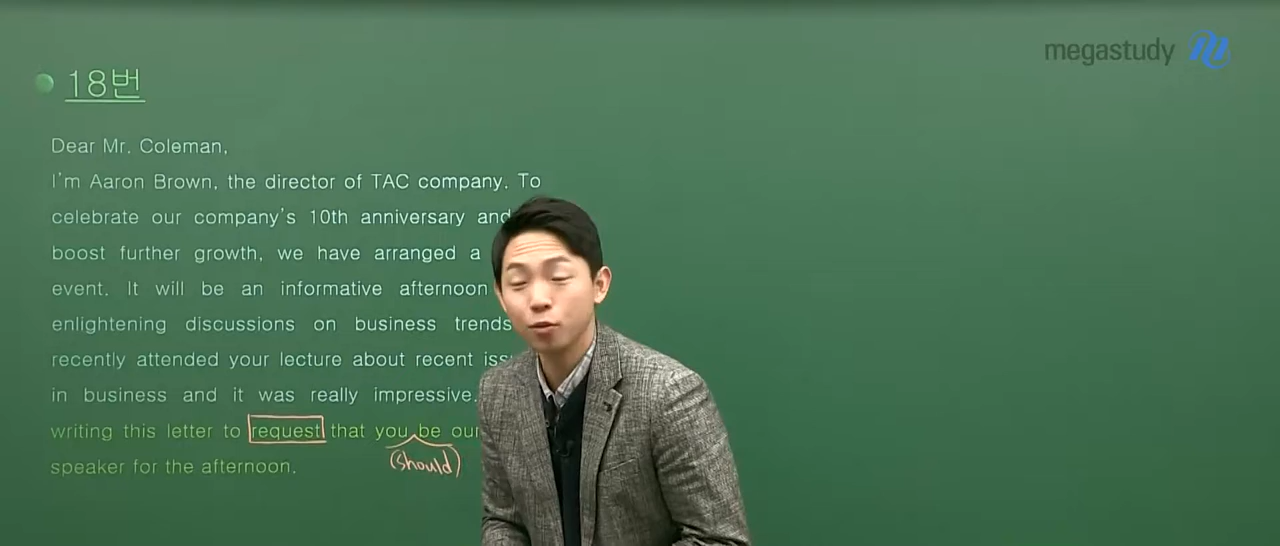 megastudy
18번
Dear Mr. Coleman,
I'm Aaron Brown, the director of TAC company. To
celebrate our company's 10th anniversary and
boost further growth, we have arranged a
event. It will be an informative afternoon
enlightening discussions on business trends
recently attended your lecture about recent
in business and it was really impressive.
writing this letter to request that you be our
(should)
speaker for the afternoon.